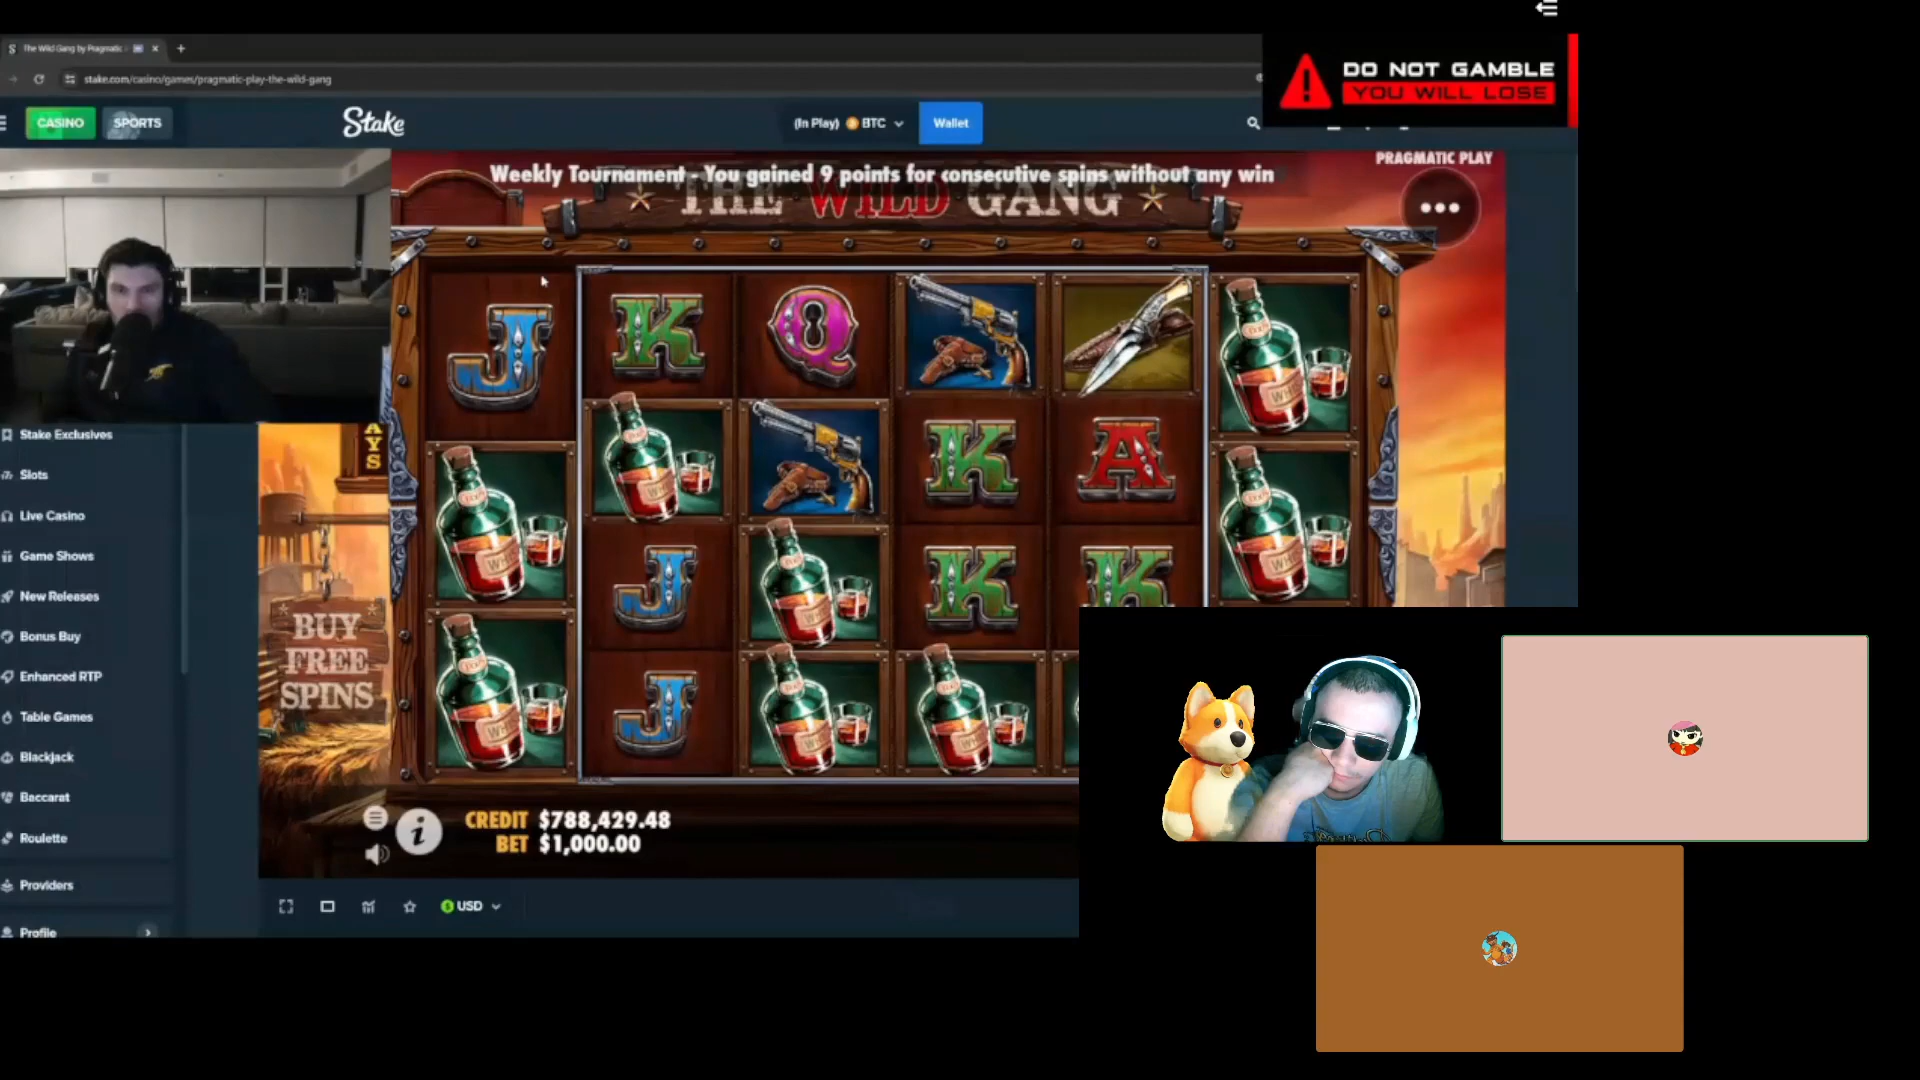 The Wild Gang by Pragmatic
stake.com/casino/games/pragmatic-play-the-wild-gang
DO NOT GAMBLE
YOU WILL LOSE
CASINO
SPORTS
Stake
(In Play)
BTC
Wallet
PRAGMATIC PLAY
Weekly Tournament - You gained 9 points for consecutive spins without any win
THE WILD GANG
J
K
Q
K
A
J
K
K
J
AYS
Stake Exclusives
Slots
Live Casino
Game Shows
New Releases
Bonus Buy
Enhanced RTP
Table Games
Blackjack
Baccarat
Roulette
Providers
Profile
BUY
FREE
SPINS
CREDIT $788,429.48
BET $1,000.00
USD